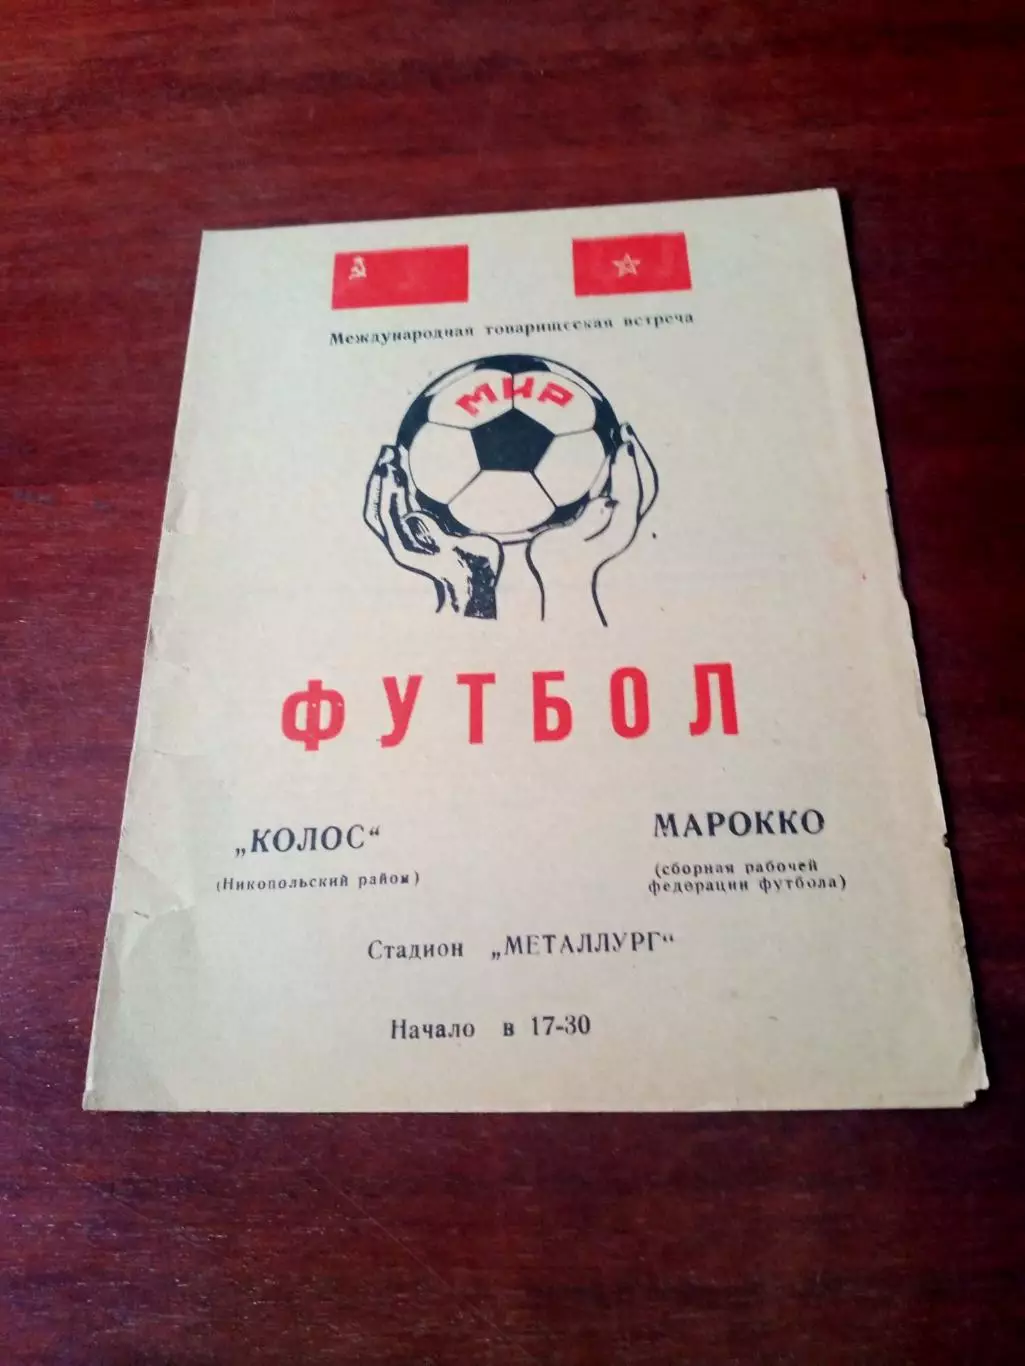 Международная товарищеская встреча
МИР
ФУТБОЛ
„КОЛОС“
(Никопольский район)
МАРОККО
(сборная рабочей
федерации футбола)
Стадион „МЕТАЛЛУРГ“
Начало в 17-30